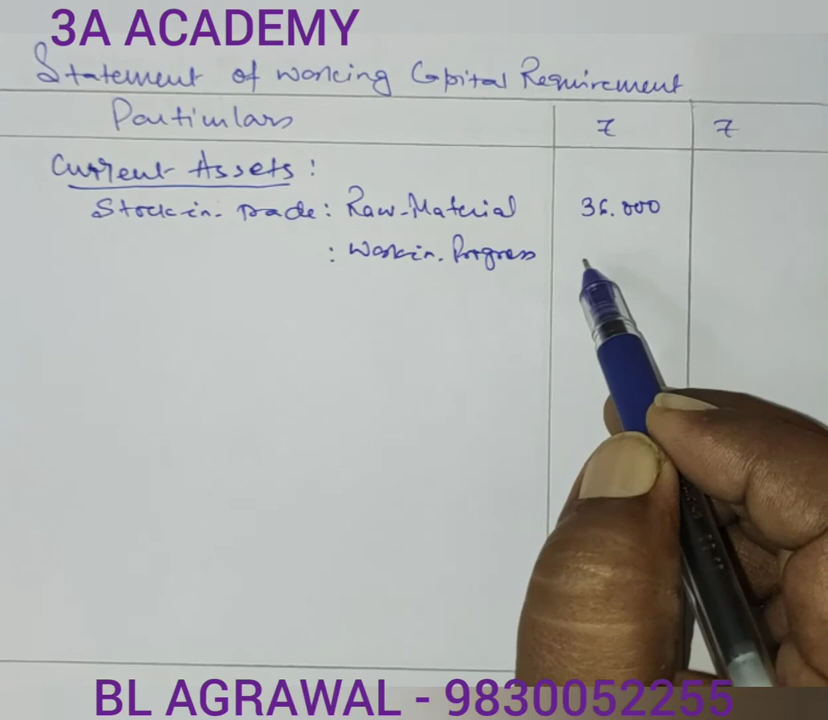 3A ACADEMY
Statement of Working Capital Requirement
Particulars ₹ ₹
Current Assets :
Stock-in-trade : Raw-Material 36.000
: Work-in-Progress
BL AGRAWAL - 9830052255